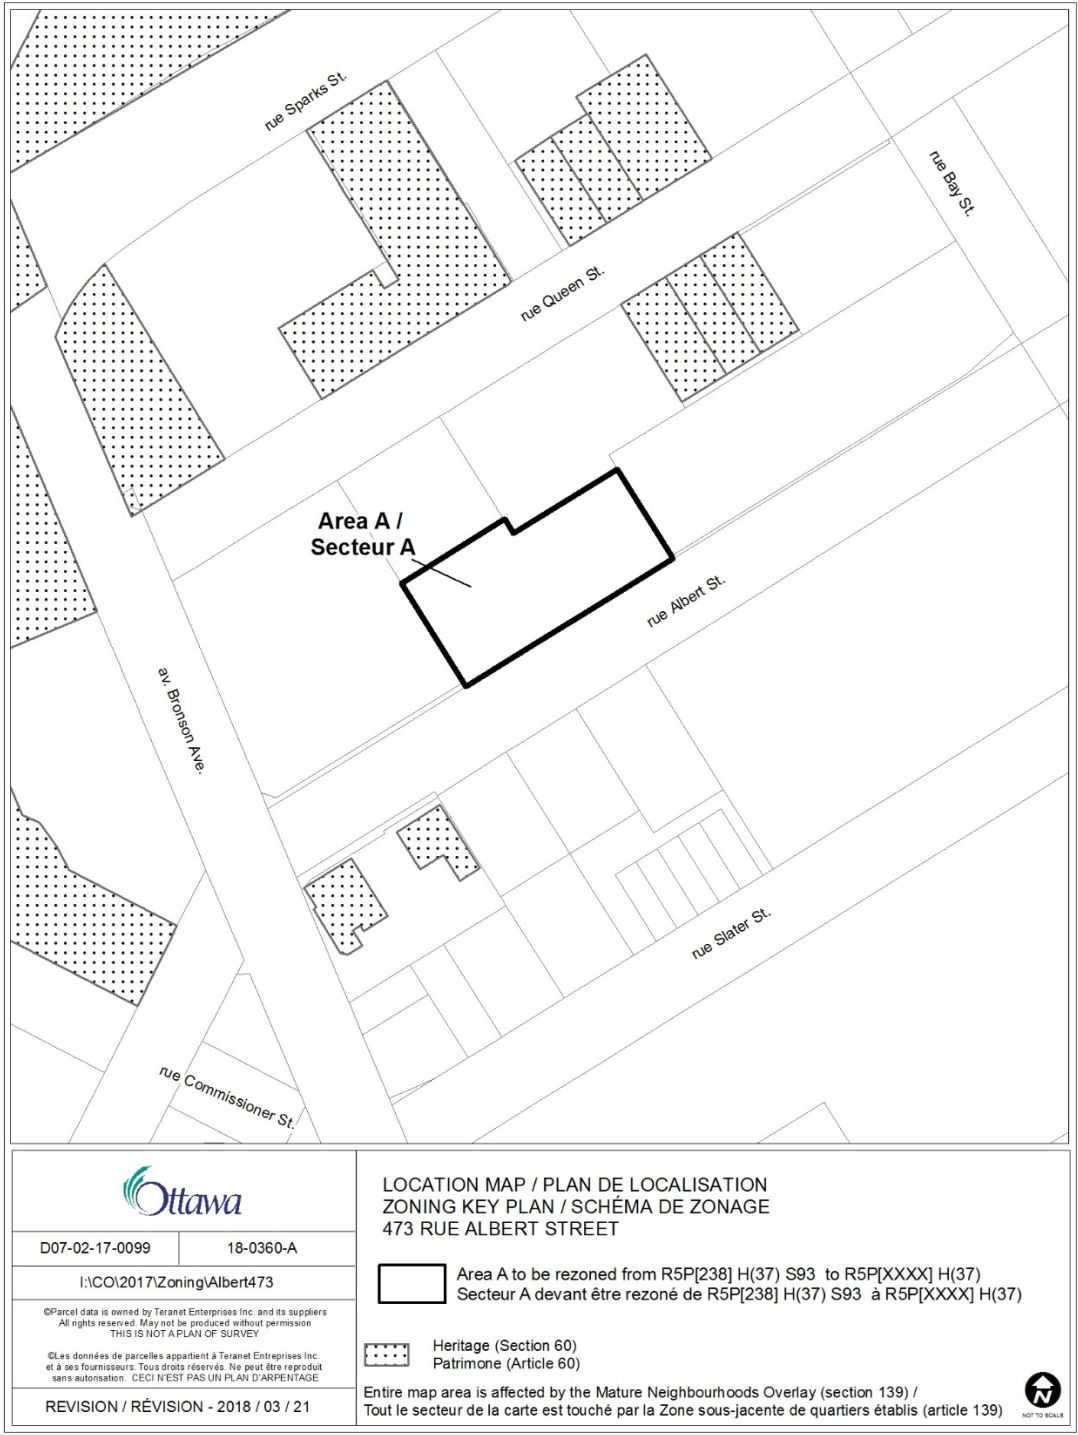 rue Sparks St.
rue Bay St.
rue Queen St.
Area A /
Secteur A
rue Albert St.
av. Bronson Ave.
rue Slater St.
rue Commissioner St.
Ottawa
D07-02-17-0099
18-0360-A
I:\CO\2017\Zoning\Albert473
©Parcel data is owned by Teranet Enterprises Inc. and its suppliers
All rights reserved. May not be produced without permission
THIS IS NOT A PLAN OF SURVEY
©Les données de parcelles appartient à Teranet Entreprises Inc.
et à ses fournisseurs. Tous droits réservés. Ne peut être reproduit
sans autorisation. CECI N'EST PAS UN PLAN D'ARPENTAGE
REVISION / RÉVISION - 2018 / 03 / 21
LOCATION MAP / PLAN DE LOCALISATION
ZONING KEY PLAN / SCHÉMA DE ZONAGE
473 RUE ALBERT STREET
Area A to be rezoned from R5P[238] H(37) S93 to R5P[XXXX] H(37)
Secteur A devant être rezoné de R5P[238] H(37) S93 à R5P[XXXX] H(37)
Heritage (Section 60)
Patrimone (Article 60)
Entire map area is affected by the Mature Neighbourhoods Overlay (section 139) /
Tout le secteur de la carte est touché par la Zone sous-jacente de quartiers établis (article 139)
N
NOT TO SCALE